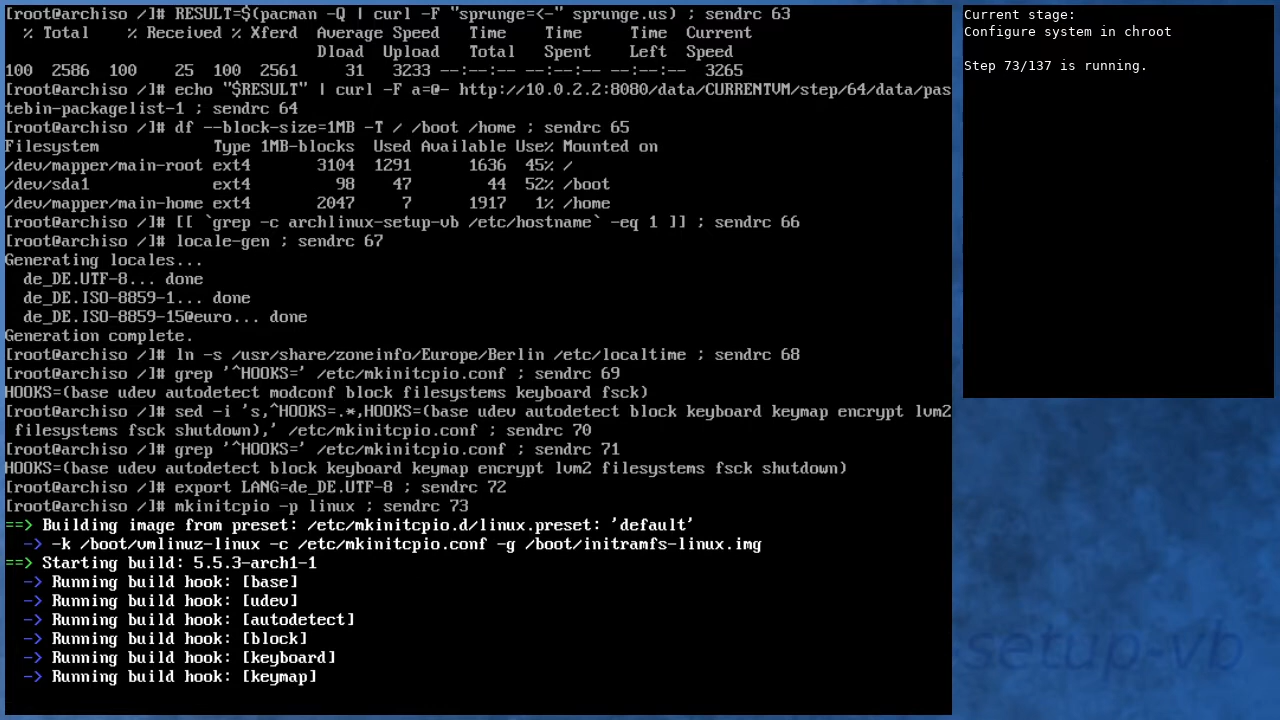 [root@archiso /]# RESULT=$(pacman -Q | curl -F "sprunge=<-" sprunge.us) ; sendrc 63
  % Total    % Received % Xferd  Average Speed   Time    Time     Time  Current
                                 Dload  Upload   Total   Spent    Left  Speed
100  2586  100    25  100  2561     31   3233 --:--:-- --:--:-- --:--:--  3265
[root@archiso /]# echo "$RESULT" | curl -F a=@- http://10.0.2.2:8080/data/CURRENTVM/step/64/data/pas
tebin-packagelist-1 ; sendrc 64
[root@archiso /]# df --block-size=1MB -T / /boot /home ; sendrc 65
Filesystem            Type 1MB-blocks  Used Available Use% Mounted on
/dev/mapper/main-root ext4       3104  1291      1636  45% /
/dev/sda1             ext4         98    47        44  52% /boot
/dev/mapper/main-home ext4       2047     7      1917   1% /home
[root@archiso /]# [[ `grep -c archlinux-setup-vb /etc/hostname` -eq 1 ]] ; sendrc 66
[root@archiso /]# locale-gen ; sendrc 67
Generating locales...
  de_DE.UTF-8... done
  de_DE.ISO-8859-1... done
  de_DE.ISO-8859-15@euro... done
Generation complete.
[root@archiso /]# ln -s /usr/share/zoneinfo/Europe/Berlin /etc/localtime ; sendrc 68
[root@archiso /]# grep '^HOOKS=' /etc/mkinitcpio.conf ; sendrc 69
HOOKS=(base udev autodetect modconf block filesystems keyboard fsck)
[root@archiso /]# sed -i 's,^HOOKS=.*,HOOKS=(base udev autodetect block keyboard keymap encrypt lvm2
 filesystems fsck shutdown),' /etc/mkinitcpio.conf ; sendrc 70
[root@archiso /]# grep '^HOOKS=' /etc/mkinitcpio.conf ; sendrc 71
HOOKS=(base udev autodetect block keyboard keymap encrypt lvm2 filesystems fsck shutdown)
[root@archiso /]# export LANG=de_DE.UTF-8 ; sendrc 72
[root@archiso /]# mkinitcpio -p linux ; sendrc 73
==> Building image from preset: /etc/mkinitcpio.d/linux.preset: 'default'
  -> -k /boot/vmlinuz-linux -c /etc/mkinitcpio.conf -g /boot/initramfs-linux.img
==> Starting build: 5.5.3-arch1-1
  -> Running build hook: [base]
  -> Running build hook: [udev]
  -> Running build hook: [autodetect]
  -> Running build hook: [block]
  -> Running build hook: [keyboard]
  -> Running build hook: [keymap]
Current stage:
Configure system in chroot
Step 73/137 is running.
setup-vb